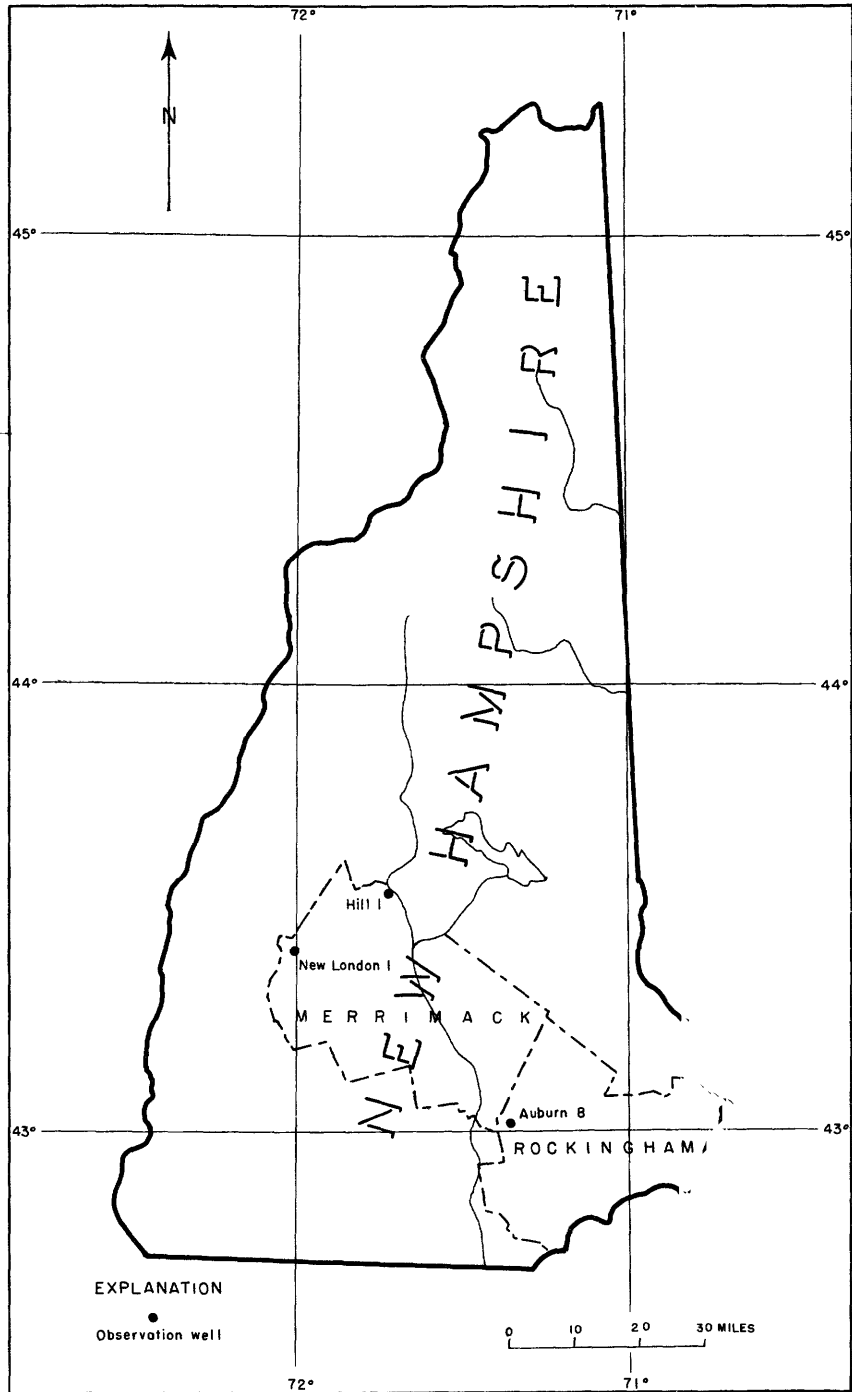 72° 71°
N
45° 45°
NEW HAMPSHIRE
44° 44°
Hill 1
New London 1
MERRIMACK
Auburn 8
43° 43°
ROCKINGHAM
EXPLANATION
Observation well
0 10 20 30 MILES
72° 71°